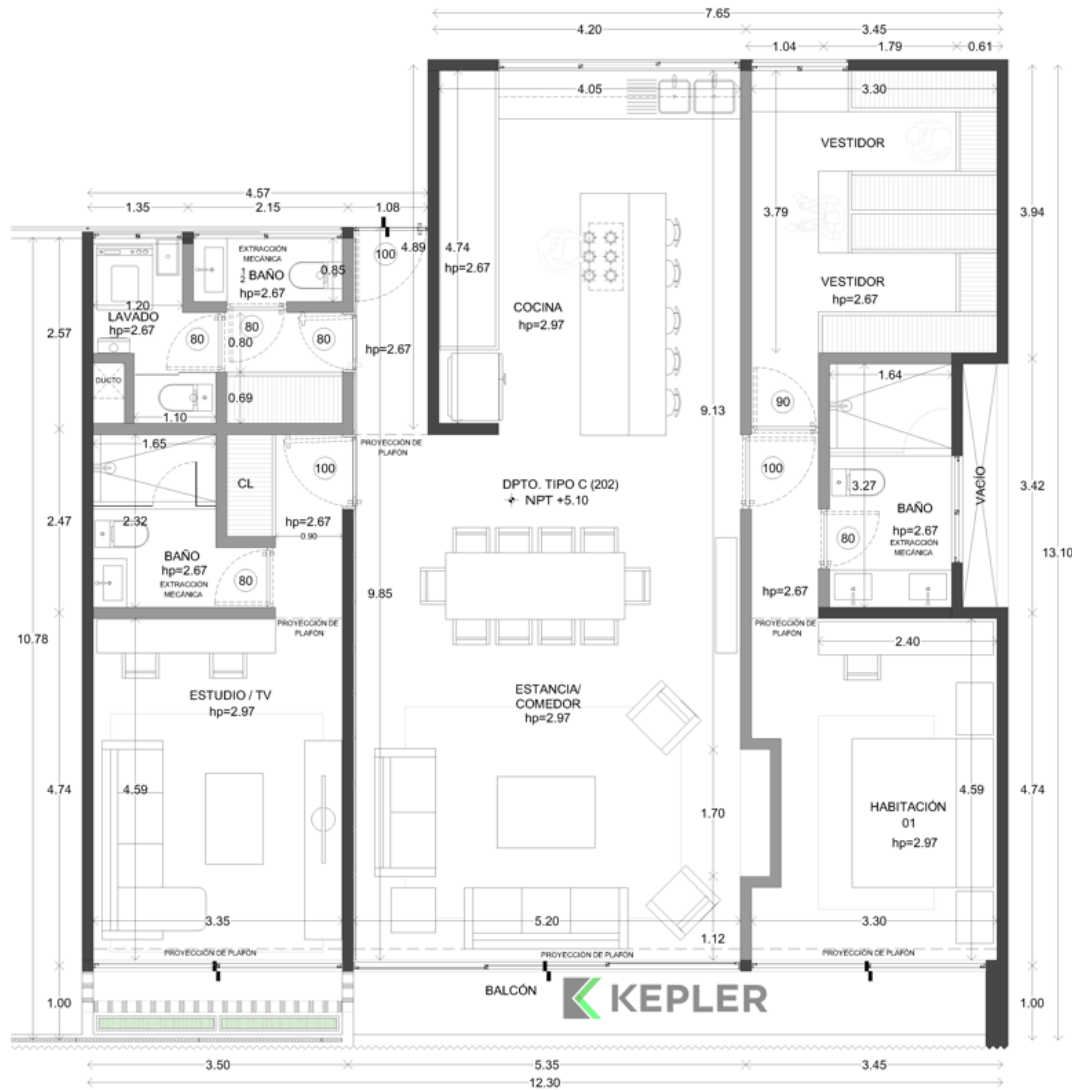 7.65
4.20
3.45
1.04
1.79
0.61
4.05
3.30
VESTIDOR
4.57
1.35
2.15
1.08
3.79
3.94
4.89
4.74
hp=2.67
100
EXTRACCIÓN
MECÁNICA
1/2 BAÑO
hp=2.67
0.85
1.20
LAVADO
hp=2.67
VESTIDOR
hp=2.67
COCINA
hp=2.97
2.57
80
80
0.80
80
hp=2.67
DUCTO
0.69
1.10
1.64
90
9.13
1.65
PROYECCIÓN DE
PLAFÓN
100
CL
100
DPTO. TIPO C (202)
NPT +5.10
3.27
VACÍO
3.42
2.47
2.32
hp=2.67
0.90
BAÑO
hp=2.67
EXTRACCIÓN
MECÁNICA
80
BAÑO
hp=2.67
EXTRACCIÓN
MECÁNICA
80
13.10
9.85
hp=2.67
PROYECCIÓN DE
PLAFÓN
PROYECCIÓN DE
PLAFÓN
10.78
2.40
ESTUDIO / TV
hp=2.97
ESTANCIA/
COMEDOR
hp=2.97
4.74
4.59
1.70
HABITACIÓN
01
hp=2.97
4.59
4.74
3.35
5.20
1.12
3.30
PROYECCIÓN DE PLAFÓN
PROYECCIÓN DE PLAFÓN
PROYECCIÓN DE PLAFÓN
BALCÓN
KEPLER
1.00
1.00
3.50
5.35
3.45
12.30